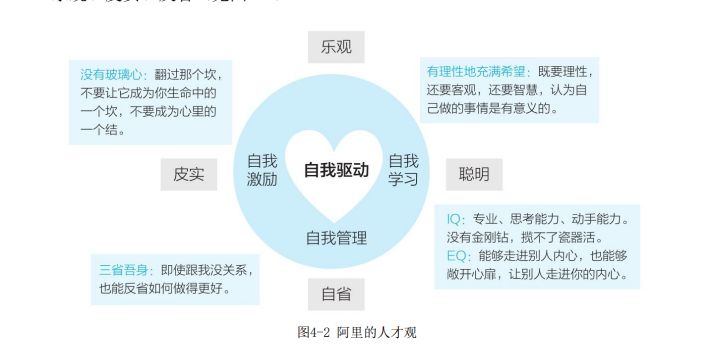 乐观
没有玻璃心：翻过那个坎，
不要让它成为你生命中的
一个坎，不要成为心里的
一个结。
有理性地充满希望：既要理性，
还要客观，还要智慧，认为自
己做的事情是有意义的。
皮实
自我
激励
自我驱动
自我
学习
聪明
自我管理
IQ：专业、思考能力、动手能力。
没有金刚钻，揽不了瓷器活。
EQ：能够走进别人内心，也能够
敞开心扉，让别人走进你的内心。
三省吾身：即使跟我没关系，
也能反省如何做得更好。
自省
图4-2 阿里的人才观